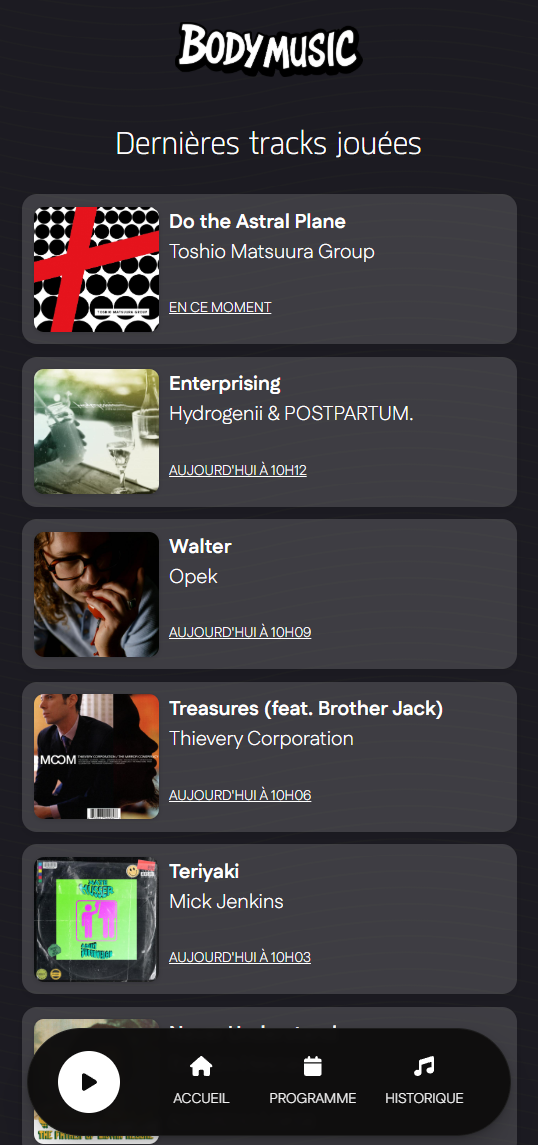 BODYMUSIC
Dernières tracks jouées
Do the Astral Plane
Toshio Matsuura Group
EN CE MOMENT
TOSHIO MATSUURA GROUP
Enterprising
Hydrogenii & POSTPARTUM.
AUJOURD'HUI À 10H12
Walter
Opek
AUJOURD'HUI À 10H09
Treasures (feat. Brother Jack)
Thievery Corporation
AUJOURD'HUI À 10H06
Teriyaki
Mick Jenkins
AUJOURD'HUI À 10H03
ACCUEIL
PROGRAMME
HISTORIQUE